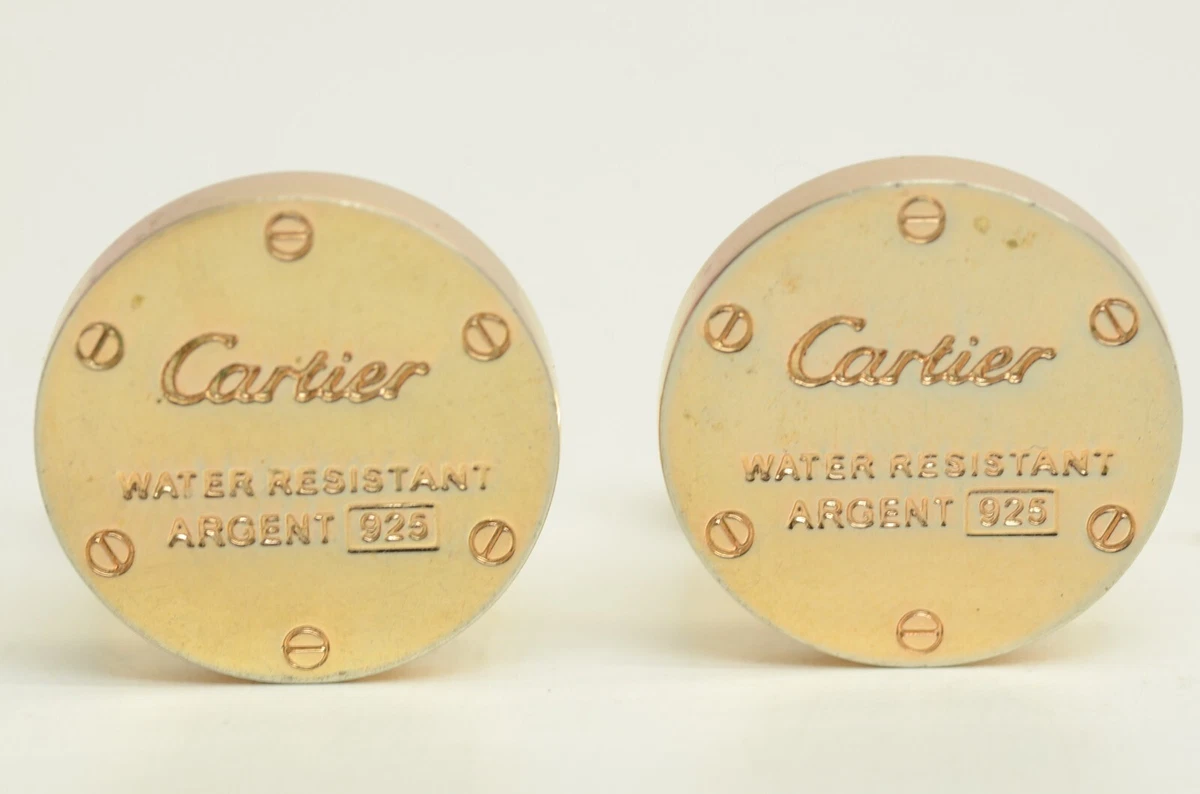 Cartier
WATER RESISTANT
ARGENT 925
Cartier
WATER RESISTANT
ARGENT 925